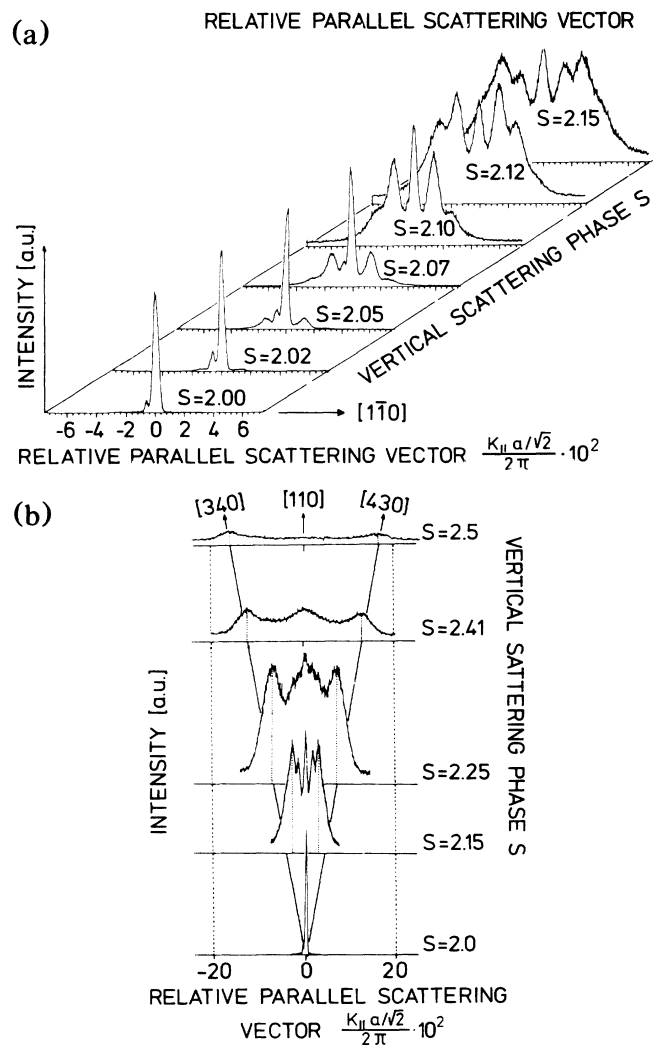 (a)
RELATIVE PARALLEL SCATTERING VECTOR
S=2.15
S=2.12
S=2.10
S=2.07
S=2.05
S=2.02
S=2.00
INTENSITY [a.u.]
VERTICAL SCATTERING PHASE S
[11̄0]
-6 -4 -2 0 2 4 6
RELATIVE PARALLEL SCATTERING VECTOR K_{||} a/√2 / 2π · 10²
(b)
[340] [110] [430]
S=2.5
S=2.41
S=2.25
S=2.15
S=2.0
INTENSITY [a.u.]
VERTICAL SATTERING PHASE S
-20 0 20
RELATIVE PARALLEL SCATTERING
VECTOR K_{||} a/√2 / 2π · 10²